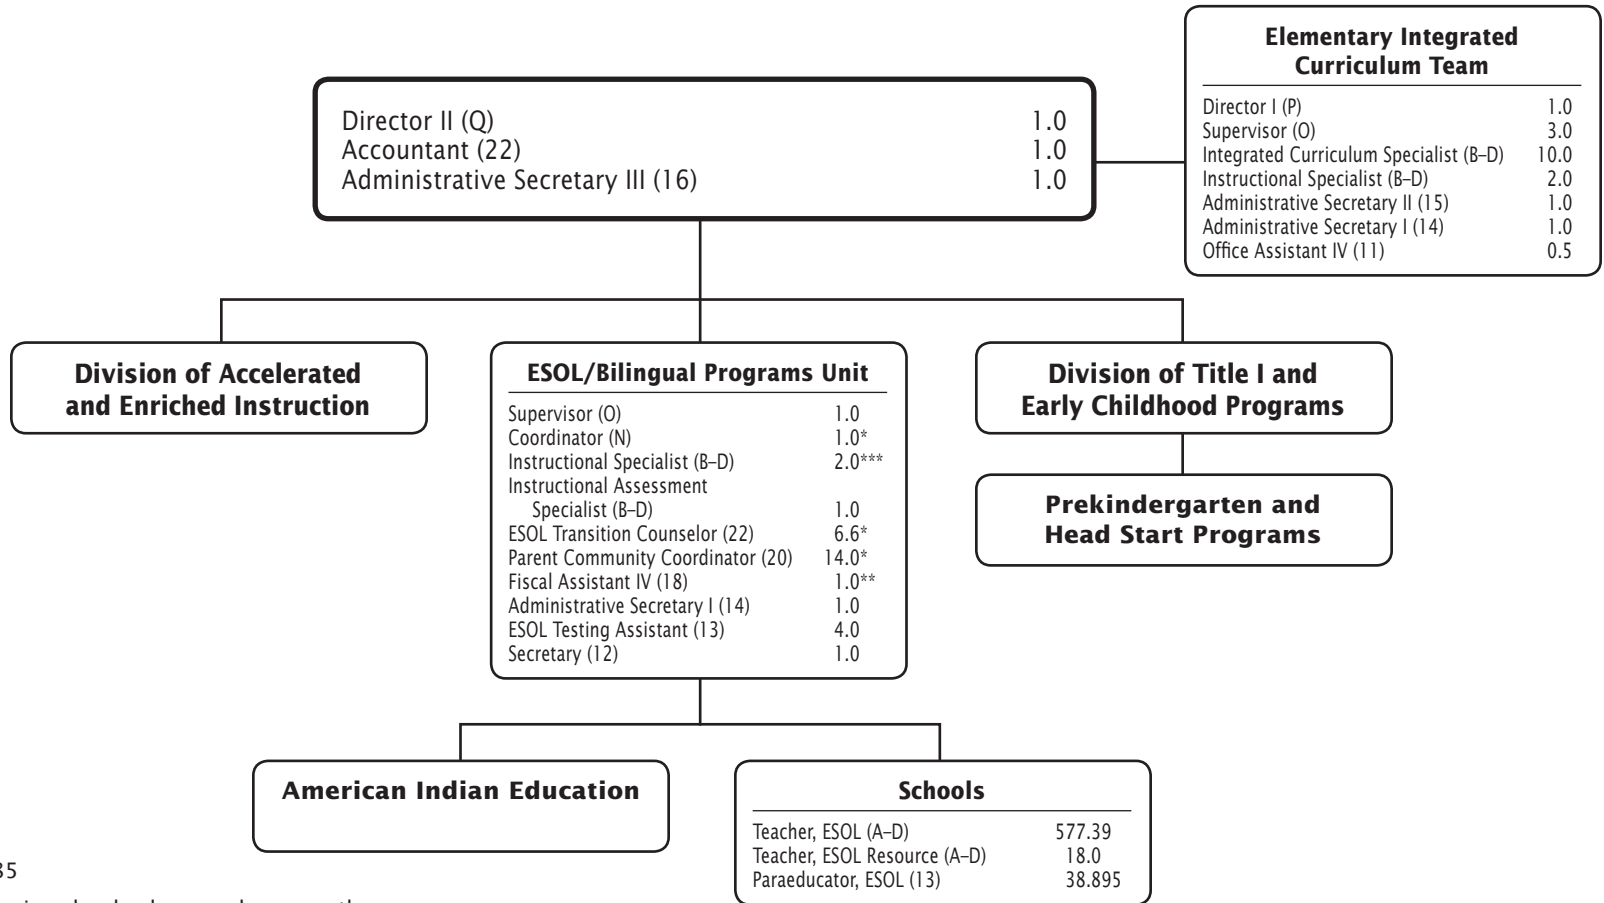 Elementary Integrated
Curriculum Team
Director I (P) 1.0
Supervisor (O) 3.0
Integrated Curriculum Specialist (B–D) 10.0
Instructional Specialist (B–D) 2.0
Administrative Secretary II (15) 1.0
Administrative Secretary I (14) 1.0
Office Assistant IV (11) 0.5
Director II (Q) 1.0
Accountant (22) 1.0
Administrative Secretary III (16) 1.0
Division of Accelerated
and Enriched Instruction
ESOL/Bilingual Programs Unit
Supervisor (O) 1.0
Coordinator (N) 1.0*
Instructional Specialist (B–D) 2.0***
Instructional Assessment
Specialist (B–D) 1.0
ESOL Transition Counselor (22) 6.6*
Parent Community Coordinator (20) 14.0*
Fiscal Assistant IV (18) 1.0**
Administrative Secretary I (14) 1.0
ESOL Testing Assistant (13) 4.0
Secretary (12) 1.0
Division of Title I and
Early Childhood Programs
Prekindergarten and
Head Start Programs
American Indian Education
Schools
Teacher, ESOL (A–D) 577.39
Teacher, ESOL Resource (A–D) 18.0
Paraeducator, ESOL (13) 38.895